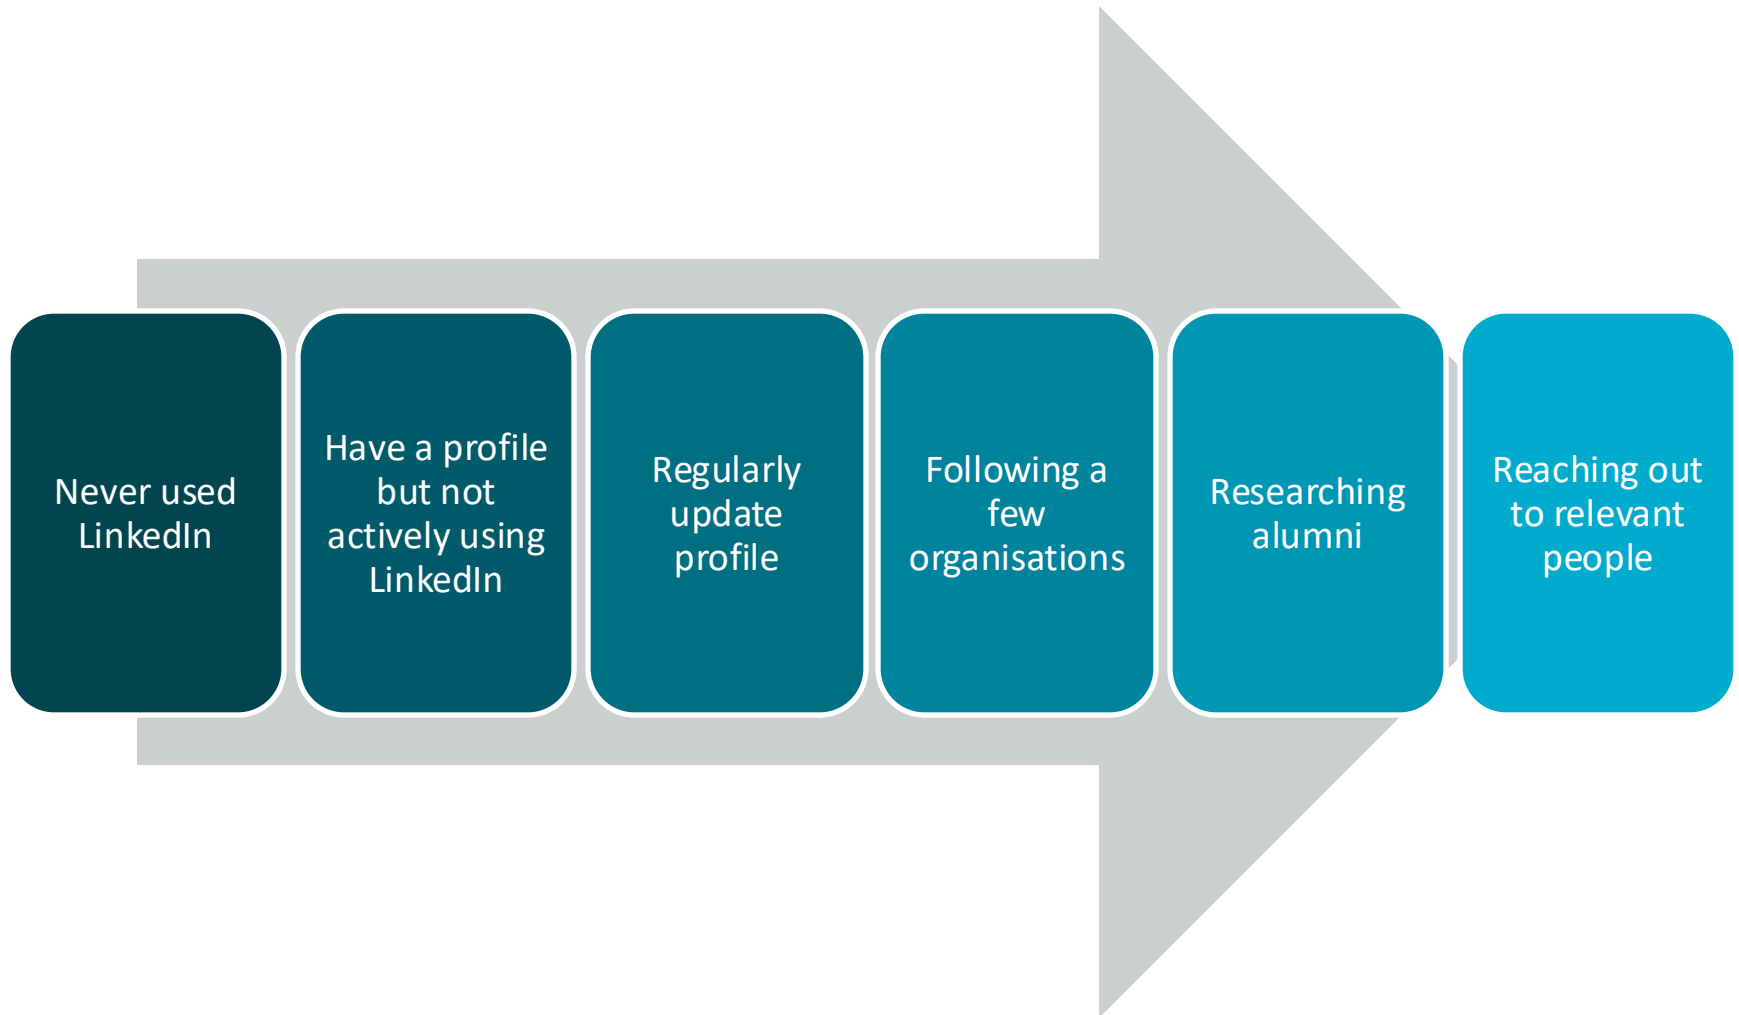 Never used
LinkedIn
Have a profile
but not
actively using
LinkedIn
Regularly
update
profile
Following a
few
organisations
Researching
alumni
Reaching out
to relevant
people